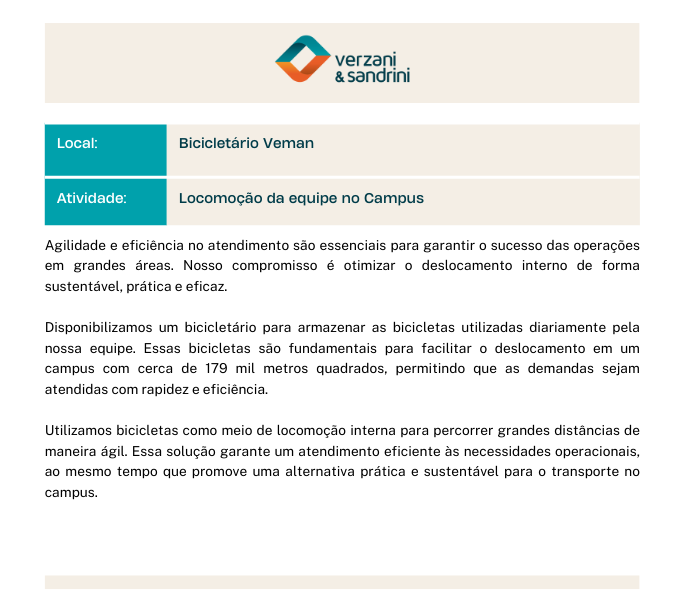 verzani
& sandrini
Local:
Bicicletário Veman
Atividade:
Locomoção da equipe no Campus
Agilidade e eficiência no atendimento são essenciais para garantir o sucesso das operações
em grandes áreas. Nosso compromisso é otimizar o deslocamento interno de forma
sustentável, prática e eficaz.
Disponibilizamos um bicicletário para armazenar as bicicletas utilizadas diariamente pela
nossa equipe. Essas bicicletas são fundamentais para facilitar o deslocamento em um
campus com cerca de 179 mil metros quadrados, permitindo que as demandas sejam
atendidas com rapidez e eficiência.
Utilizamos bicicletas como meio de locomoção interna para percorrer grandes distâncias de
maneira ágil. Essa solução garante um atendimento eficiente às necessidades operacionais,
ao mesmo tempo que promove uma alternativa prática e sustentável para o transporte no
campus.